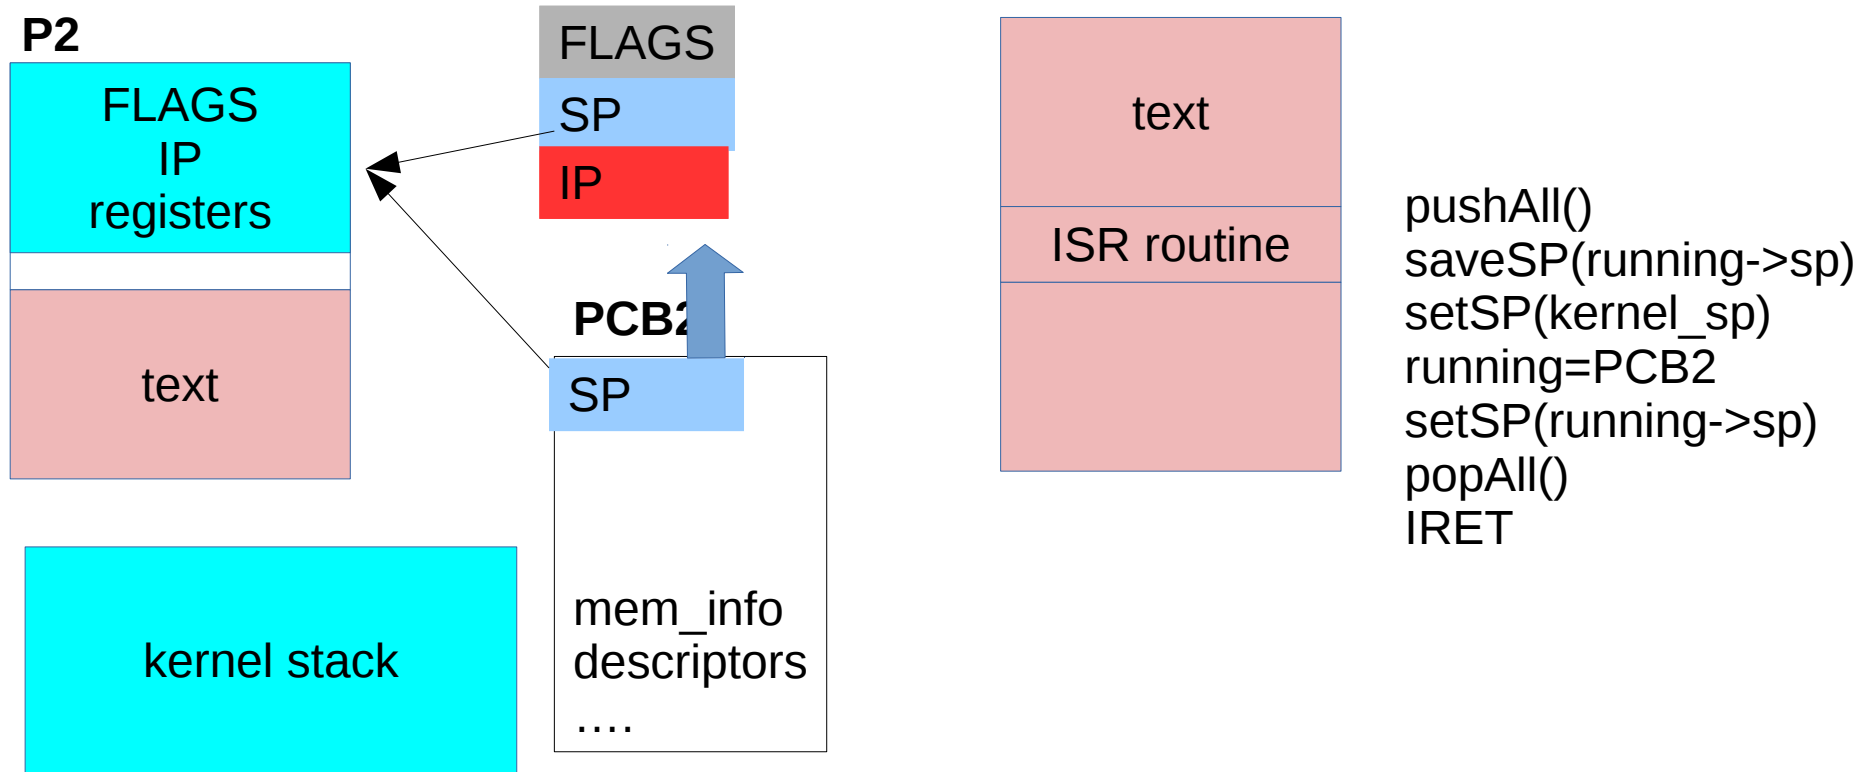 P2
FLAGS
IP
registers
text
kernel stack
FLAGS
SP
IP
PCB2
SP
mem_info
descriptors
….
text
ISR routine
pushAll()
saveSP(running->sp)
setSP(kernel_sp)
running=PCB2
setSP(running->sp)
popAll()
IRET